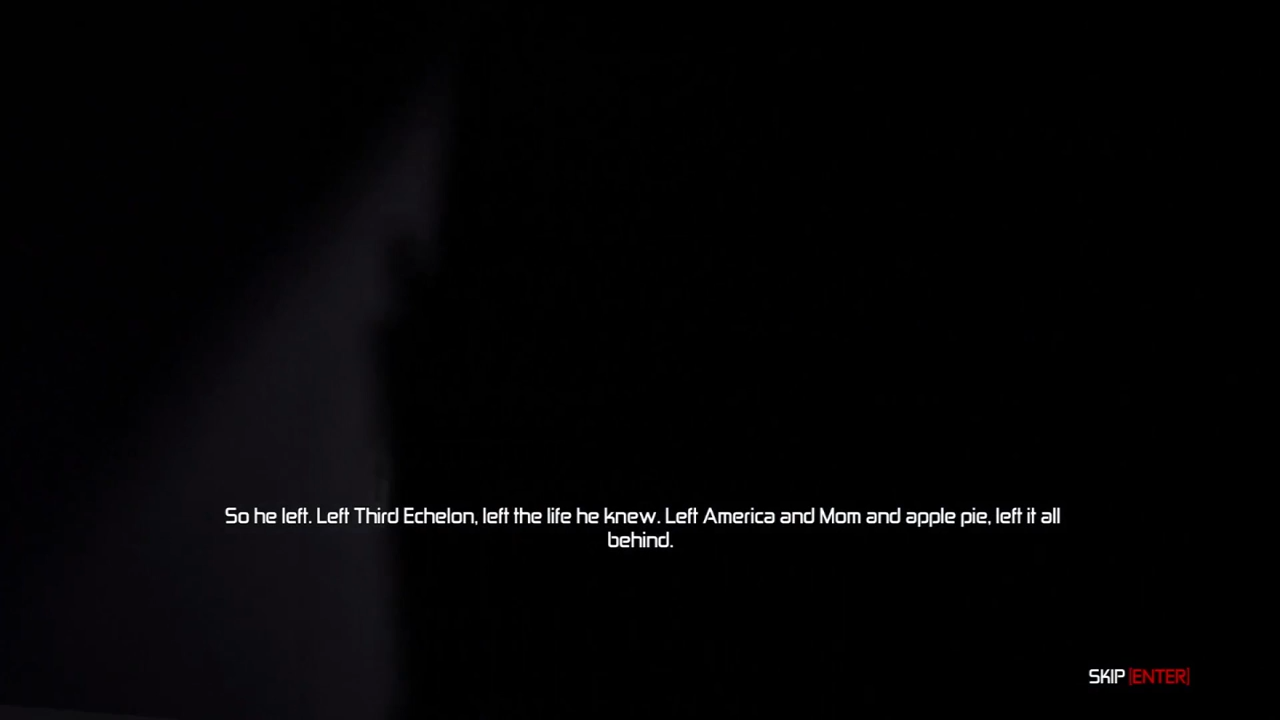 So he left. Left Third Echelon, left the life he knew. Left America and Mom and apple pie, left it all
behind.
SKIP [ENTER]